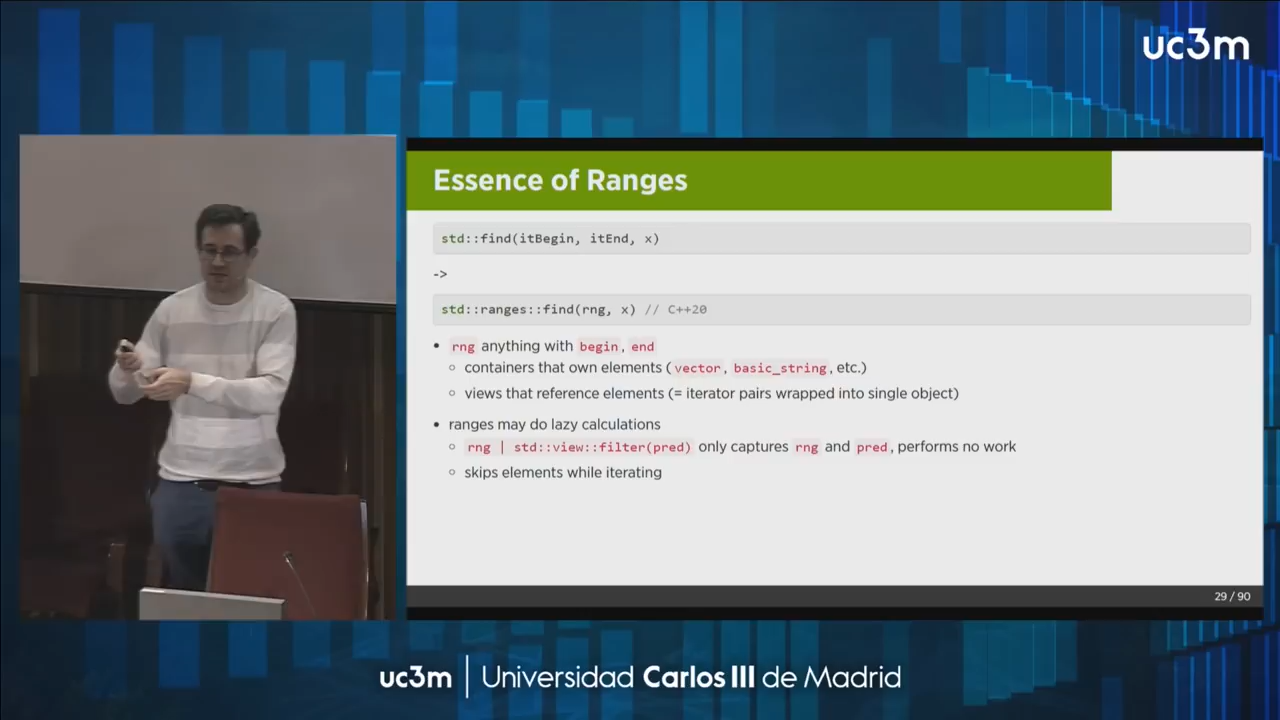 uc3m
Essence of Ranges
std::find(itBegin, itEnd, x)
->
std::ranges::find(rng, x) // C++20
• rng anything with begin, end
◦ containers that own elements (vector, basic_string, etc.)
◦ views that reference elements (= iterator pairs wrapped into single object)
• ranges may do lazy calculations
◦ rng | std::view::filter(pred) only captures rng and pred, performs no work
◦ skips elements while iterating
29 / 90
uc3m | Universidad Carlos III de Madrid